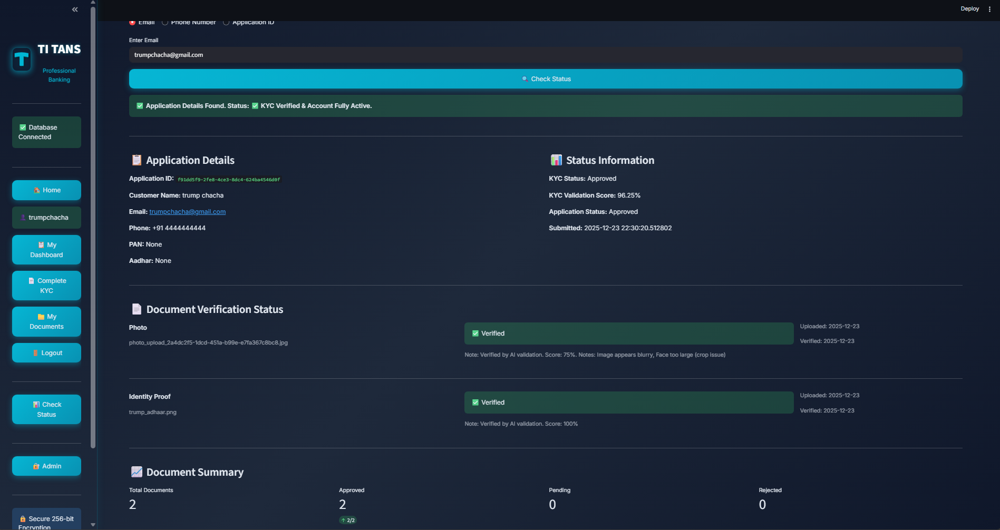 Deploy
TI TANS
Professional
Banking
Database
Connected
Home
trumpchacha
My
Dashboard
Complete
KYC
My
Documents
Logout
Check
Status
Admin
Secure 256-bit
Encryption
Email Phone Number Application ID
Enter Email
trumpchacha@gmail.com
Check Status
Application Details Found. Status: KYC Verified & Account Fully Active.
Application Details
Application ID: f91dd5f9-2fe8-4ce3-8dc4-624ba4546d0f
Customer Name: trump chacha
Email: trumpchacha@gmail.com
Phone: +91 4444444444
PAN: None
Aadhar: None
Status Information
KYC Status: Approved
KYC Validation Score: 96.25%
Application Status: Approved
Submitted: 2025-12-23 22:30:20.512802
Document Verification Status
Photo
photo_upload_2a4dc2f5-1dcd-451a-b99e-e7fa367c8bc8.jpg
Verified
Note: Verified by AI validation. Score: 75%. Notes: Image appears blurry, Face too large (crop issue)
Uploaded: 2025-12-23
Verified: 2025-12-23
Identity Proof
trump_adhaar.png
Verified
Note: Verified by AI validation. Score: 100%
Uploaded: 2025-12-23
Verified: 2025-12-23
Document Summary
Total Documents
2
Approved
2
↑ 2/2
Pending
0
Rejected
0